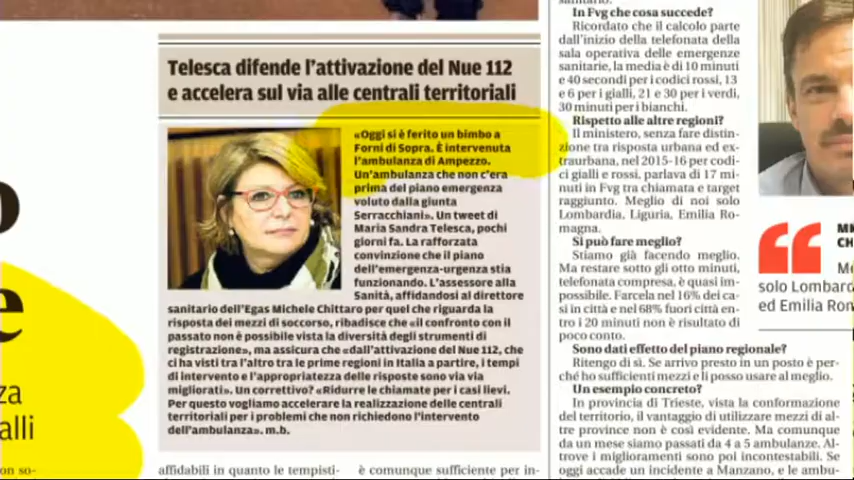 o
e
za
alli
Telesca difende l'attivazione del Nue 112
e accelera sul via alle centrali territoriali
«Oggi si è ferito un bimbo a
Forni di Sopra. È intervenuta
l'ambulanza di Ampezzo.
Un'ambulanza che non c'era
prima del piano emergenza
voluto dalla giunta
Serracchiani». Un tweet di
Maria Sandra Telesca, pochi
giorni fa. La rafforzata
convinzione che il piano
dell'emergenza-urgenza stia
funzionando. L'assessore alla
Sanità, affidandosi al direttore
sanitario dell'Egas Michele Chittaro per quel che riguarda la
risposta dei mezzi di soccorso, ribadisce che «il confronto con il
passato non è possibile vista la diversità degli strumenti di
registrazione», ma assicura che «dall'attivazione del Nue 112, che
ci ha visti tra l'altro tra le prime regioni in Italia a partire, i tempi
di intervento e l'appropriatezza delle risposte sono via via
migliorati». Un correttivo? «Ridurre le chiamate per i casi lievi.
Per questo vogliamo accelerare la realizzazione delle centrali
territoriali per i problemi che non richiedono l'intervento
dell'ambulanza». m.b.
affidabili in quanto le tempisti-
è comunque sufficiente per in-
sanitarie.
In Fvg che cosa succede?
Ricordato che il calcolo parte
dall'inizio della telefonata della
sala operativa delle emergenze
sanitarie, la media è di 10 minuti
e 40 secondi per i codici rossi, 13
e 6 per i gialli, 21 e 30 per i verdi,
30 minuti per i bianchi.
Rispetto alle altre regioni?
Il ministero, senza fare distin-
zione tra risposta urbana ed ex-
traurbana, nel 2015-16 per codi-
ci gialli e rossi, parlava di 17 mi-
nuti in Fvg tra chiamata e target
raggiunto. Meglio di noi solo
Lombardia, Liguria, Emilia Ro-
magna.
Si può fare meglio?
Stiamo già facendo meglio.
Ma restare sotto gli otto minuti,
telefonata compresa, è quasi im-
possibile. Farcela nel 16% dei ca-
si in città e nel 68% fuori città en-
tro i 20 minuti non è risultato di
poco conto.
Sono dati effetto del piano regionale?
Ritengo di sì. Se arrivo presto in un posto è per-
ché ho sufficienti mezzi e li posso usare al meglio.
Un esempio concreto?
In provincia di Trieste, vista la conformazione
del territorio, il vantaggio di utilizzare mezzi di al-
tre province non è così evidente. Ma comunque
da un mese siamo passati da 4 a 5 ambulanze. Al-
trove i miglioramenti sono poi incontestabili. Se
oggi accade un incidente a Manzano, e le ambu-
MI
CH
Me
solo Lombard
ed Emilia Ron